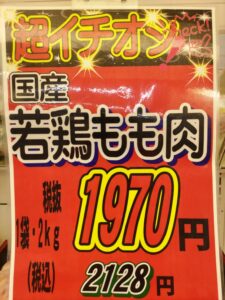 超イチオシ
国産
若鶏もも肉
税抜
1袋・2kg
1970円
(税込)
2128円